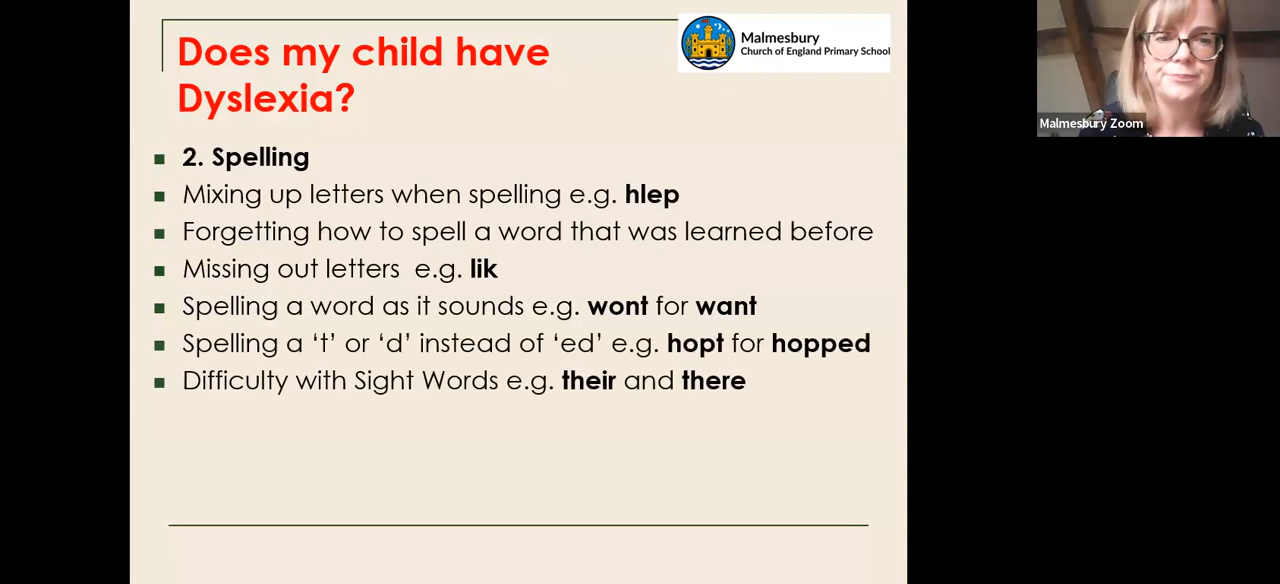 Does my child have
Dyslexia?
Malmesbury
Church of England Primary School
Malmesbury Zoom
2. Spelling
Mixing up letters when spelling e.g. hlep
Forgetting how to spell a word that was learned before
Missing out letters e.g. lik
Spelling a word as it sounds e.g. wont for want
Spelling a ‘t’ or ‘d’ instead of ‘ed’ e.g. hopt for hopped
Difficulty with Sight Words e.g. their and there